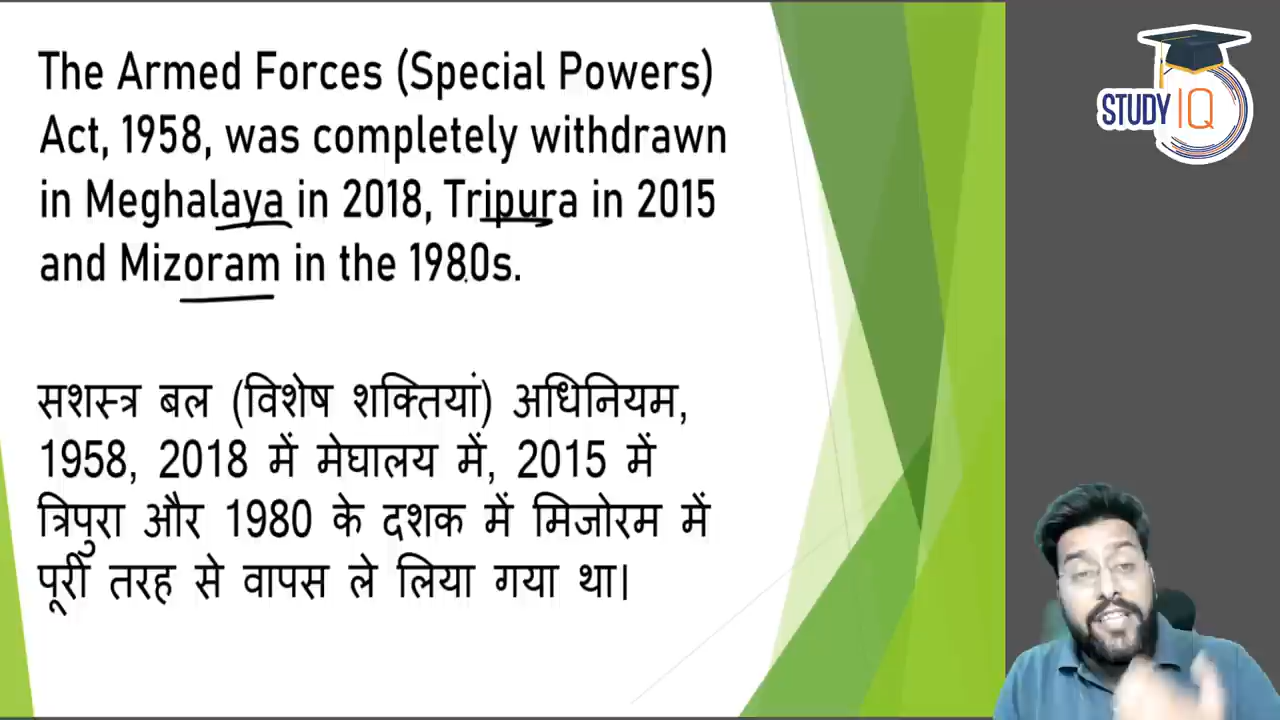 The Armed Forces (Special Powers)
Act, 1958, was completely withdrawn
in Meghalaya in 2018, Tripura in 2015
and Mizoram in the 1980s.
सशस्त्र बल (विशेष शक्तियां) अधिनियम,
1958, 2018 में मेघालय में, 2015 में
त्रिपुरा और 1980 के दशक में मिजोरम में
पूरी तरह से वापस ले लिया गया था।
STUDY IQ